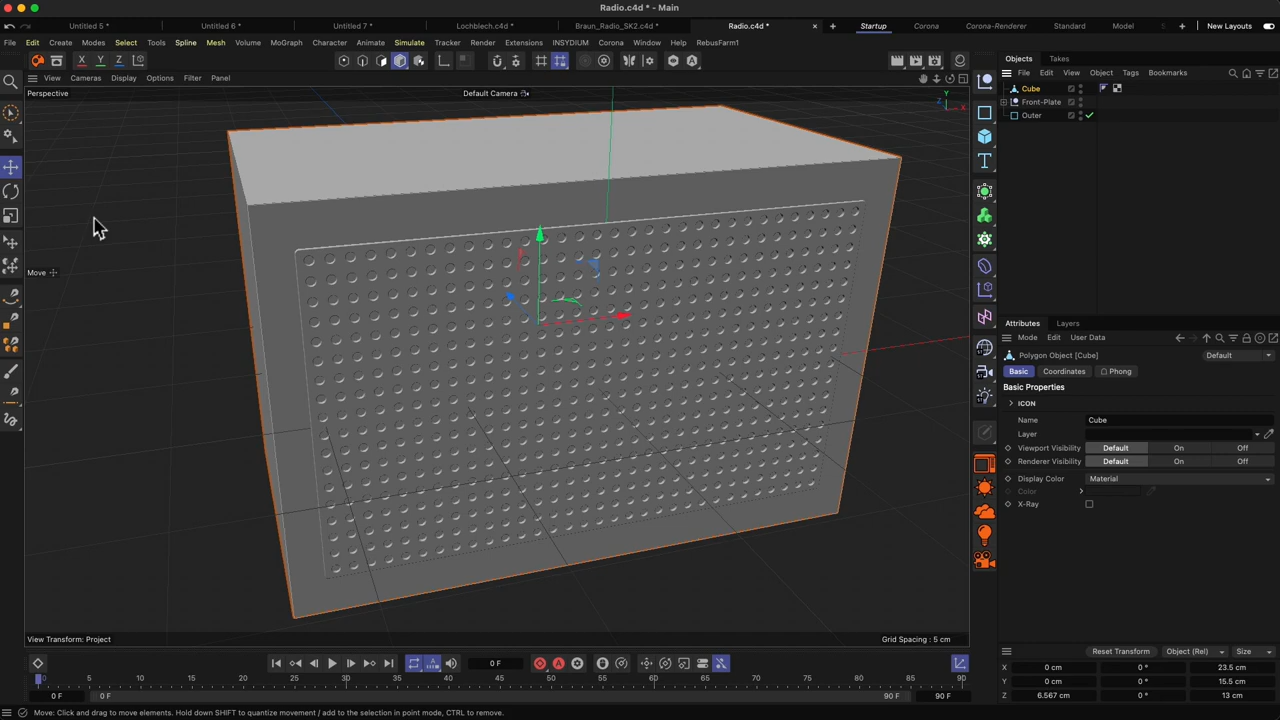 Radio.c4d * - Main
Untitled 5 *
Untitled 6 *
Untitled 7 *
Lochblech.c4d *
Braun_Radio_SK2.c4d *
Radio.c4d *
Startup
Corona
Corona-Renderer
Standard
Model
New Layouts
File Edit Create Modes Select Tools Spline Mesh Volume MoGraph Character Animate Simulate Tracker Render Extensions INSYDIUM Corona Window Help RebusFarm1
X Y Z
View Cameras Display Options Filter Panel
Perspective
Default Camera
Y
Z X
Move
View Transform: Project
Grid Spacing : 5 cm
Objects Takes
File Edit View Object Tags Bookmarks
Cube
Front-Plate
Outer
Attributes Layers
Mode Edit User Data
Polygon Object [Cube]
Default
Basic Coordinates Phong
Basic Properties
ICON
Name Cube
Layer
Viewport Visibility Default On Off
Renderer Visibility Default On Off
Display Color Material
Color
X-Ray
Reset Transform Object (Rel) Size
X 0 cm 0 ° 23.5 cm
Y 0 cm 0 ° 15.5 cm
Z 6.567 cm 0 ° 13 cm
0 F
0 5 10 15 20 25 30 35 40 45 50 55 60 65 70 75 80 85 90
0 F 0 F 90 F 90 F
Move: Click and drag to move elements. Hold down SHIFT to quantize movement / add to the selection in point mode, CTRL to remove.